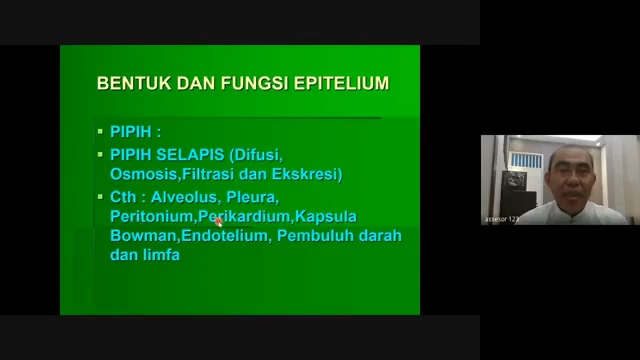 BENTUK DAN FUNGSI EPITELIUM
PIPIH :
PIPIH SELAPIS (Difusi,
Osmosis,Filtrasi dan Ekskresi)
Cth : Alveolus, Pleura,
Peritonium,Perikardium,Kapsula
Bowman,Endotelium, Pembuluh darah
dan limfa
assesor 123